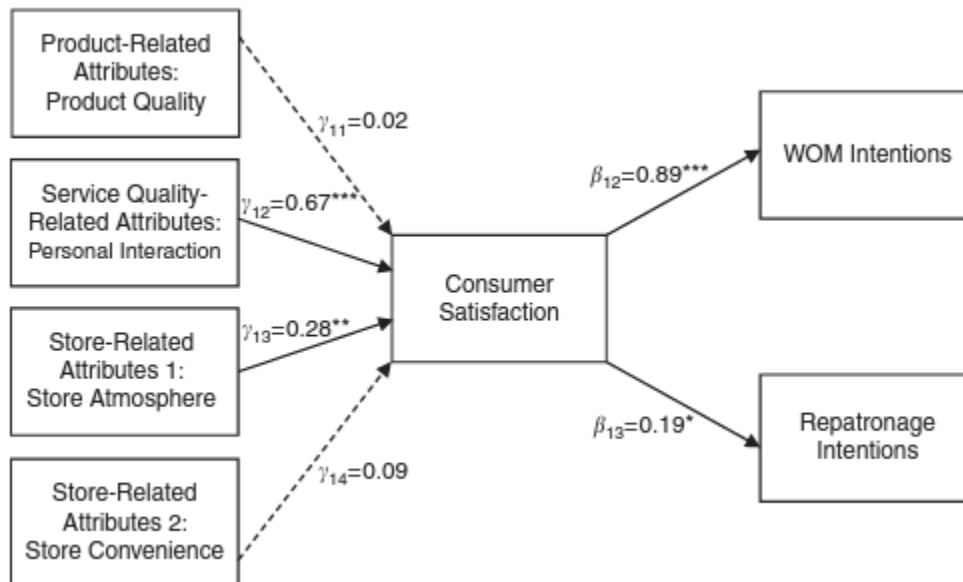 Product-Related
Attributes:
Product Quality
γ11=0.02
Service Quality-
Related Attributes:
Personal Interaction
γ12=0.67***
Store-Related
Attributes 1:
Store Atmosphere
γ13=0.28**
Store-Related
Attributes 2:
Store Convenience
γ14=0.09
Consumer
Satisfaction
β12=0.89***
WOM Intentions
β13=0.19*
Repatronage
Intentions